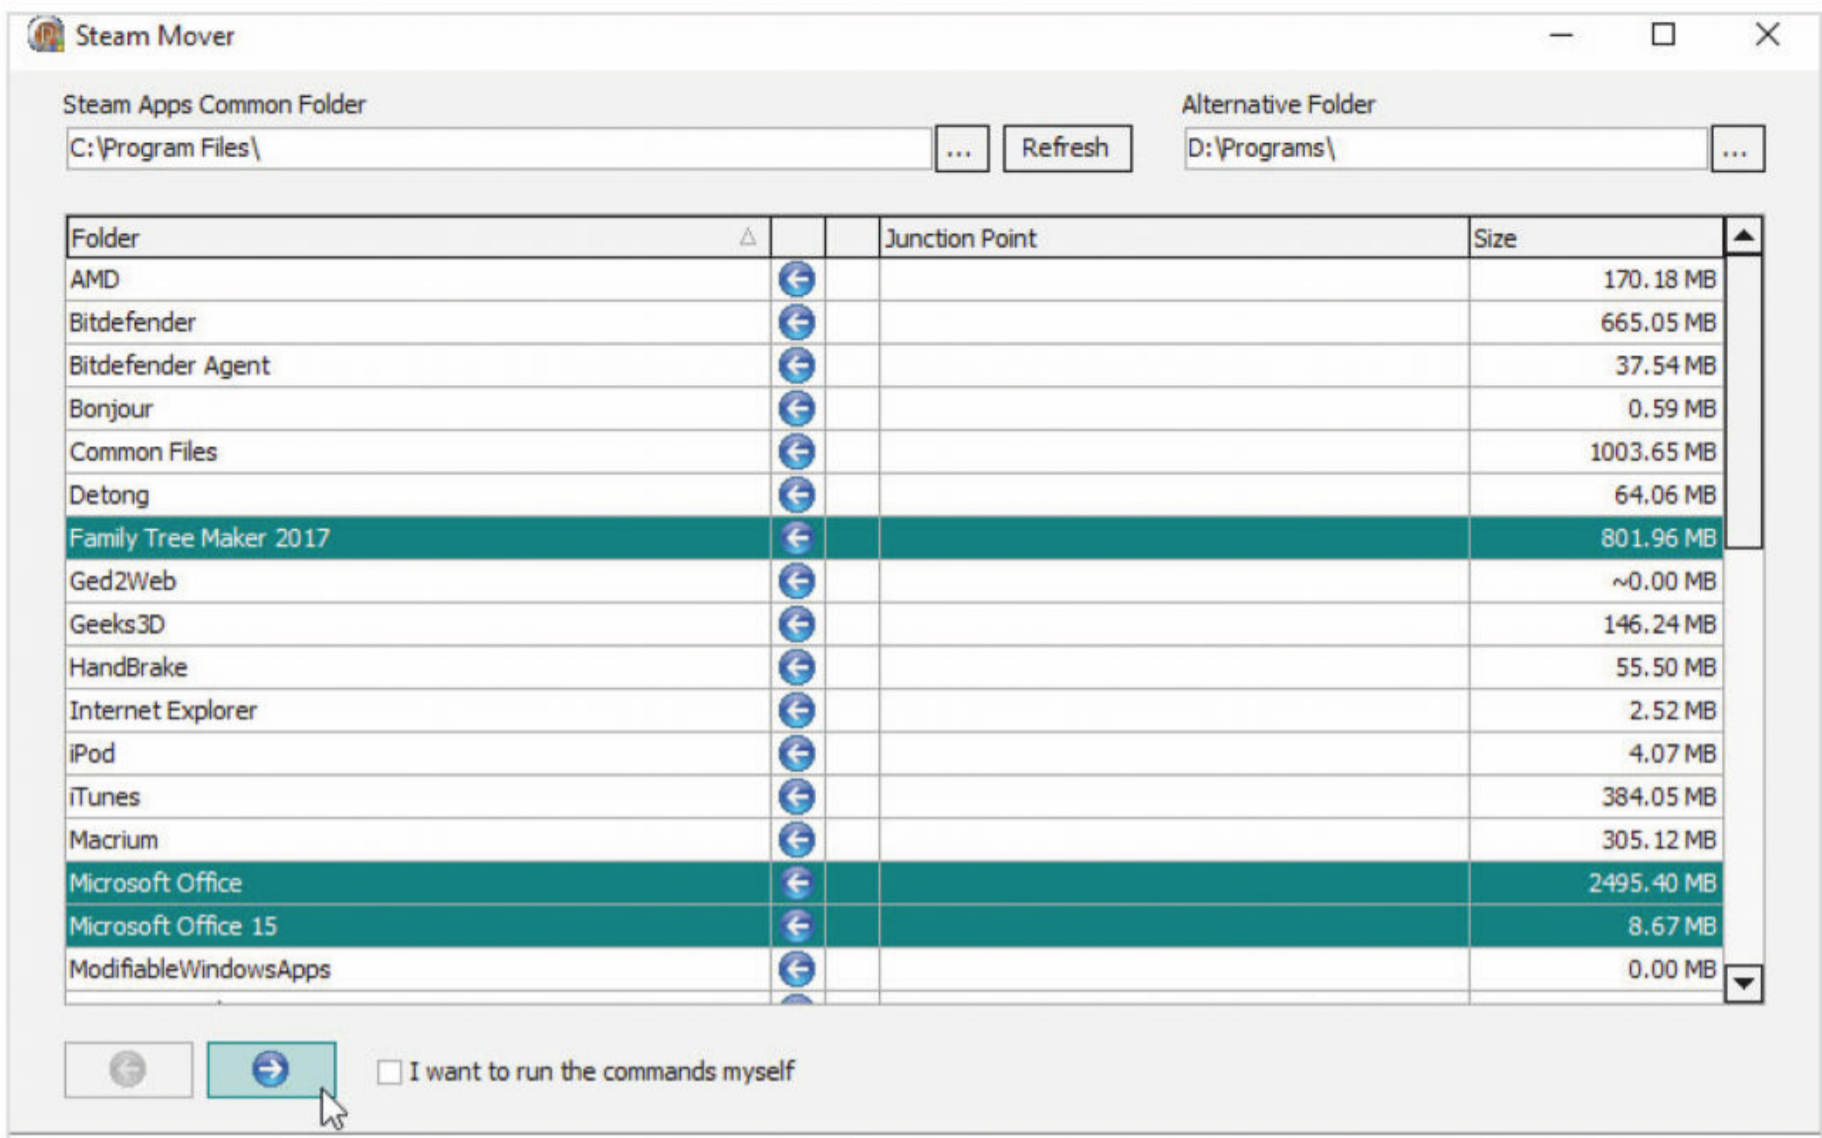 Steam Mover
Steam Apps Common Folder
Alternative Folder
C:\Program Files\ ... Refresh D:\Programs\ ...
Folder Junction Point Size
AMD 170.18 MB
Bitdefender 665.05 MB
Bitdefender Agent 37.54 MB
Bonjour 0.59 MB
Common Files 1003.65 MB
Detong 64.06 MB
Family Tree Maker 2017 801.96 MB
Ged2Web ~0.00 MB
Geeks3D 146.24 MB
HandBrake 55.50 MB
Internet Explorer 2.52 MB
iPod 4.07 MB
iTunes 384.05 MB
Macrium 305.12 MB
Microsoft Office 2495.40 MB
Microsoft Office 15 8.67 MB
ModifiableWindowsApps 0.00 MB
I want to run the commands myself